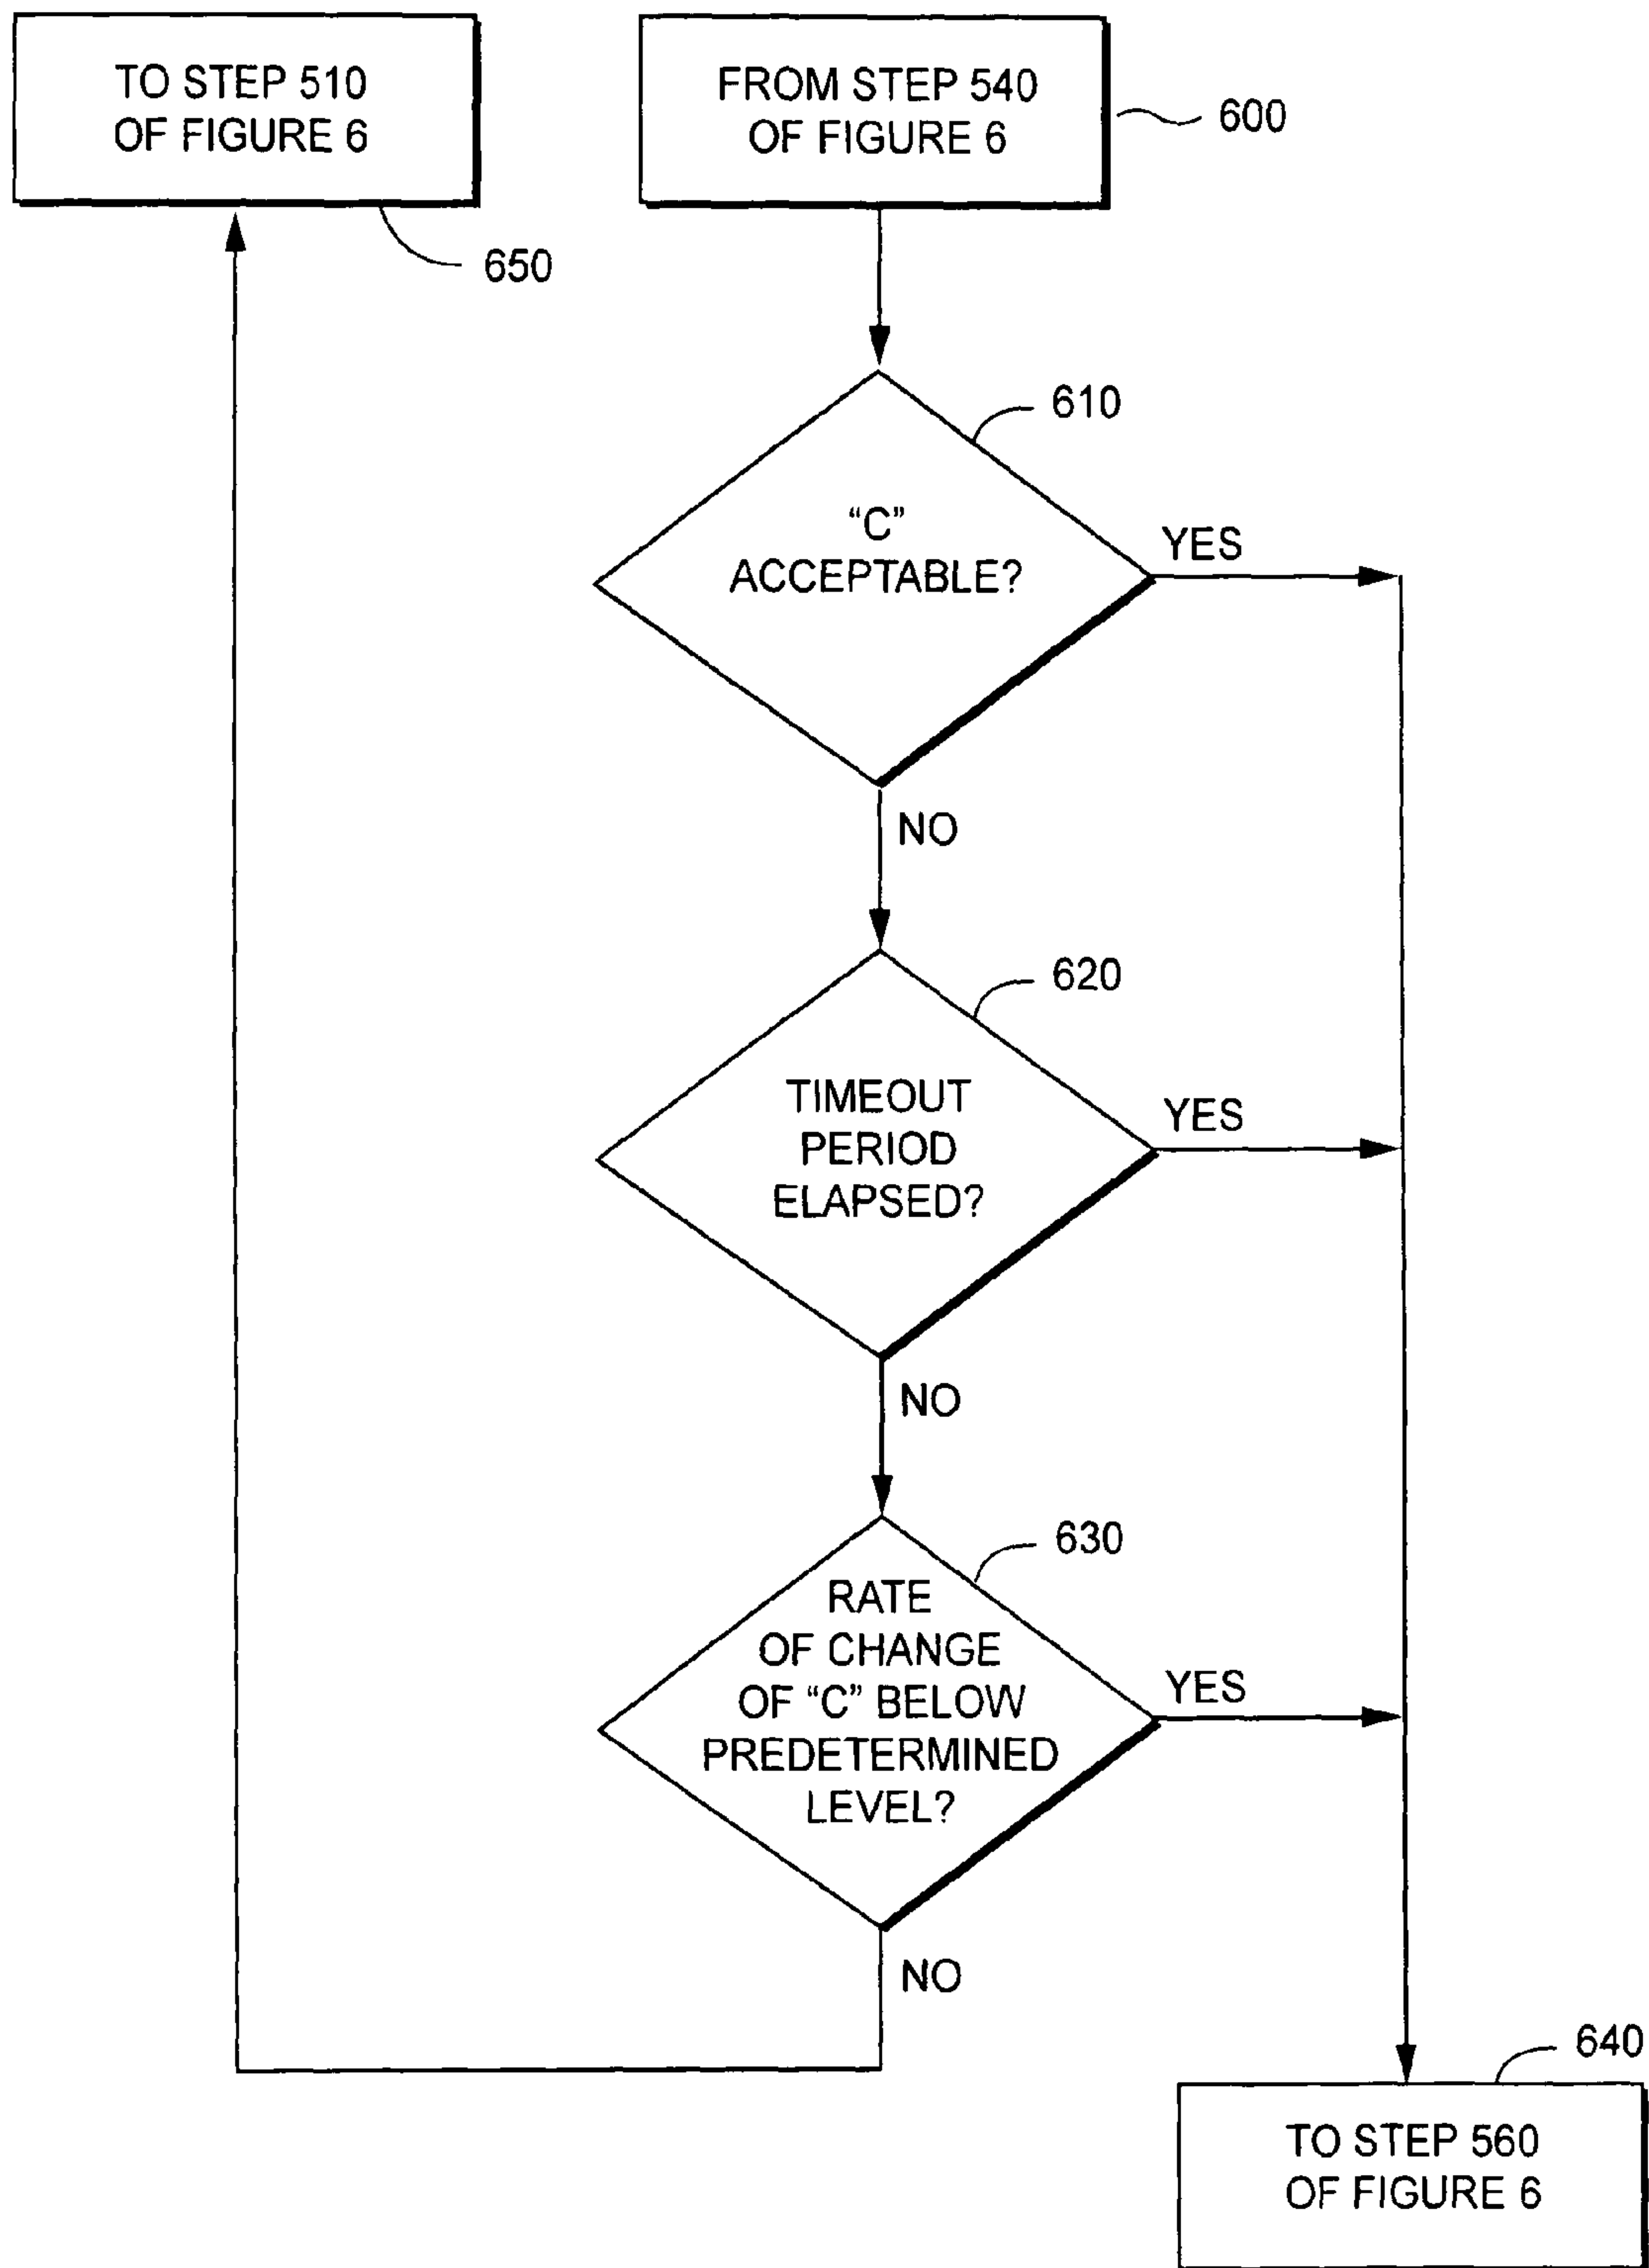 TO STEP 510
OF FIGURE 6
650
FROM STEP 540
OF FIGURE 6
600
610
“C”
ACCEPTABLE?
YES
NO
620
TIMEOUT
PERIOD
ELAPSED?
YES
NO
630
RATE
OF CHANGE
OF “C” BELOW
PREDETERMINED
LEVEL?
YES
NO
640
TO STEP 560
OF FIGURE 6